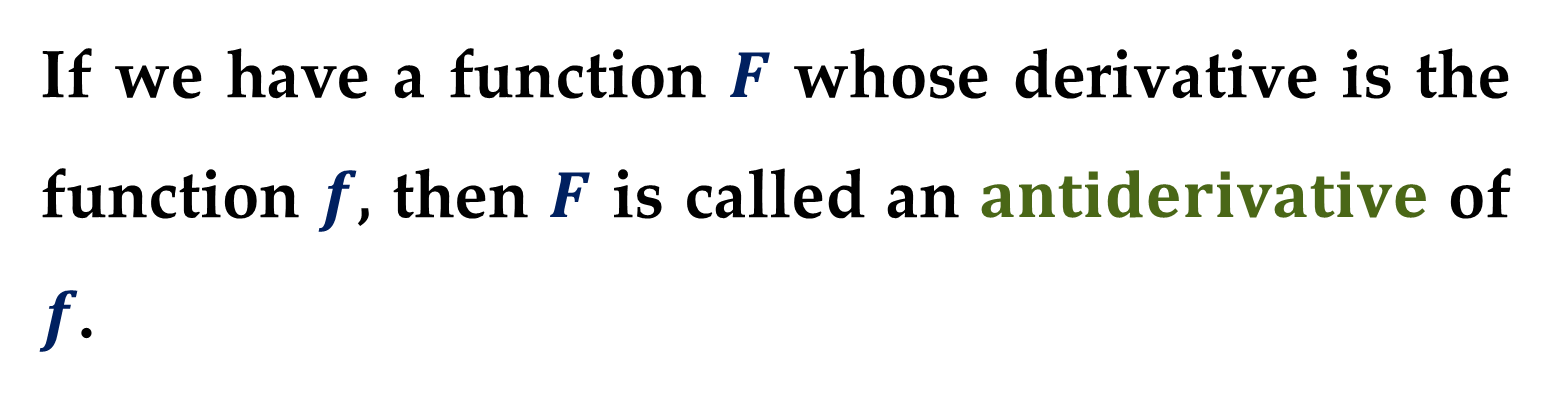 If we have a function F whose derivative is the
function f, then F is called an antiderivative of
f.